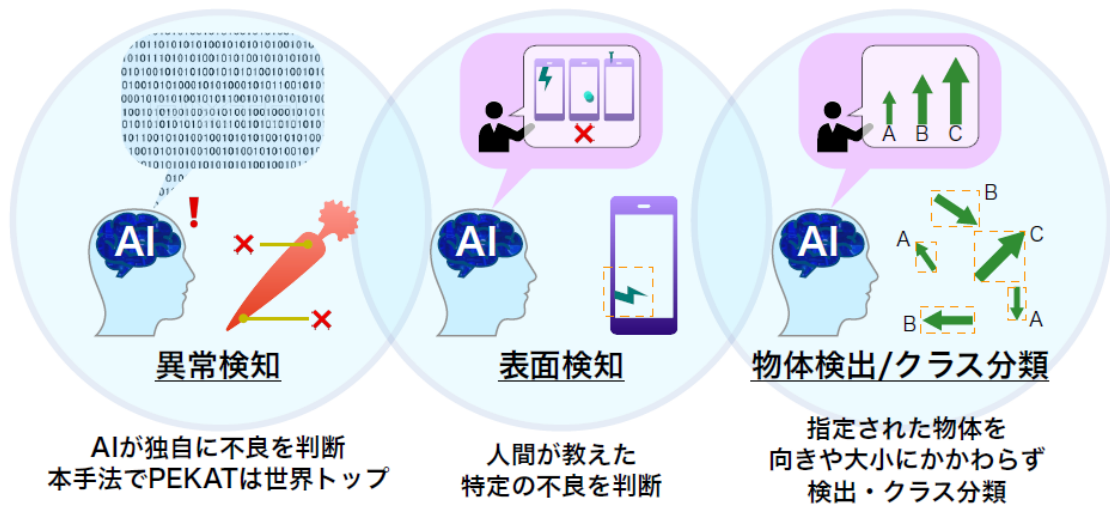 AI
異常検知
AIが独自に不良を判断
本手法でPEKATは世界トップ
AI
表面検知
人間が教えた
特定の不良を判断
A B C
AI
B
A
C
B
A
物体検出/クラス分類
指定された物体を
向きや大小にかかわらず
検出・クラス分類